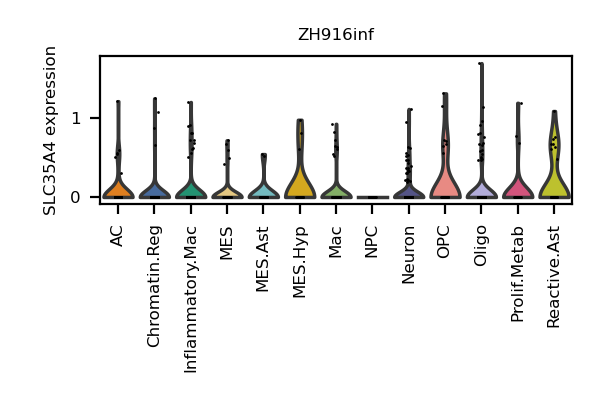 ZH916inf
SLC35A4 expression
1
0
AC
Chromatin.Reg
Inflammatory.Mac
MES
MES.Ast
MES.Hyp
Mac
NPC
Neuron
OPC
Oligo
Prolif.Metab
Reactive.Ast